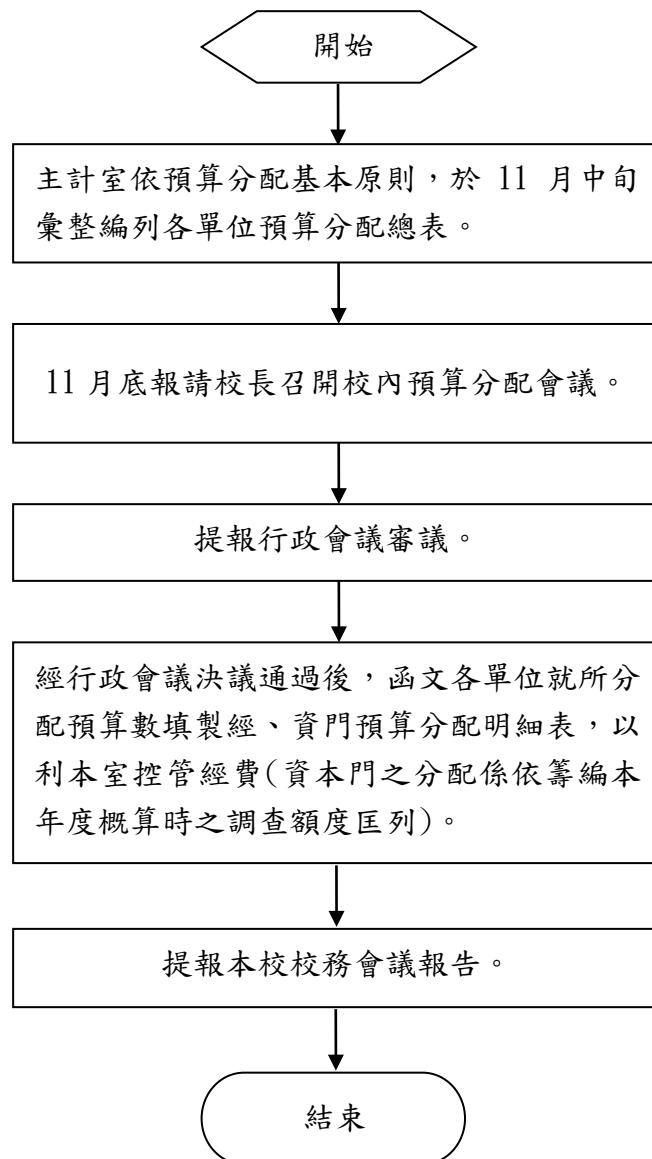 開始
主計室依預算分配基本原則，於 11 月中旬
彙整編列各單位預算分配總表。
11 月底報請校長召開校內預算分配會議。
提報行政會議審議。
經行政會議決議通過後，函文各單位就所分
配預算數填製經、資門預算分配明細表，以
利本室控管經費(資本門之分配係依籌編本
年度概算時之調查額度匡列)。
提報本校校務會議報告。
結束